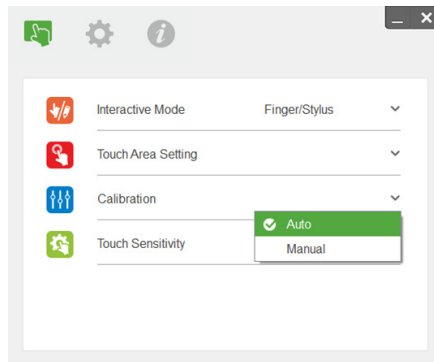 Interactive Mode Finger/Stylus
Touch Area Setting
Calibration
Auto
Touch Sensitivity
Manual